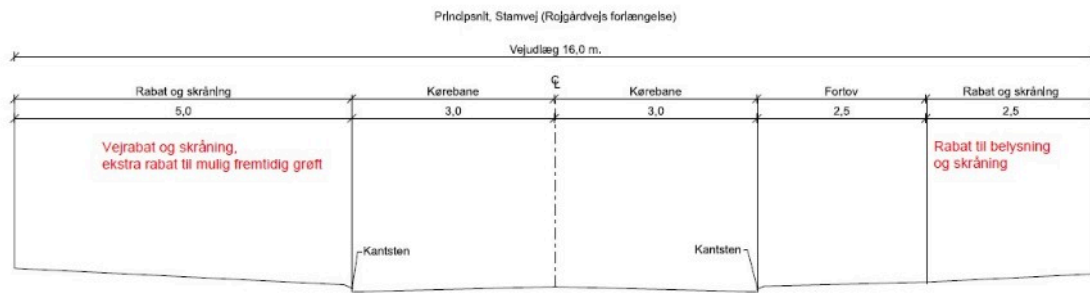 Principsnit, Stamvej (Rojgårdvejs forlængelse)
Vejudlæg 16,0 m.
℄
Rabat og skråning Kørebane Kørebane Fortov Rabat og skråning
5,0 3,0 3,0 2,5 2,5
Vejrabat og skråning,
ekstra rabat til mulig fremtidig grøft
Rabat til belysning
og skråning
Kantsten Kantsten